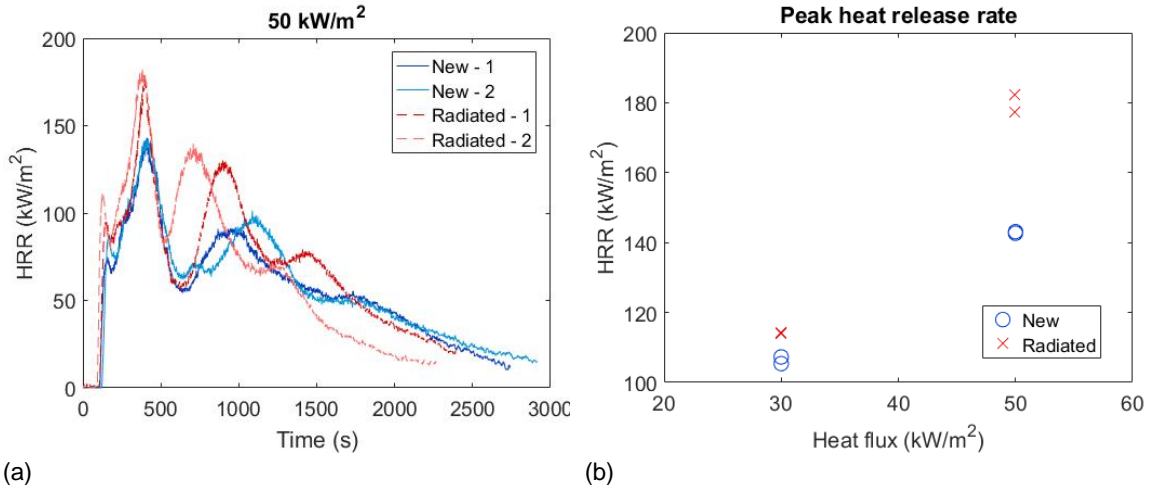 50 kW/m²
HRR (kW/m²)
200
150
100
50
0
0 500 1000 1500 2000 2500 3000
Time (s)
New - 1
New - 2
Radiated - 1
Radiated - 2
(a)
Peak heat release rate
HRR (kW/m²)
200
180
160
140
120
100
20 30 40 50 60
Heat flux (kW/m²)
New
Radiated
(b)